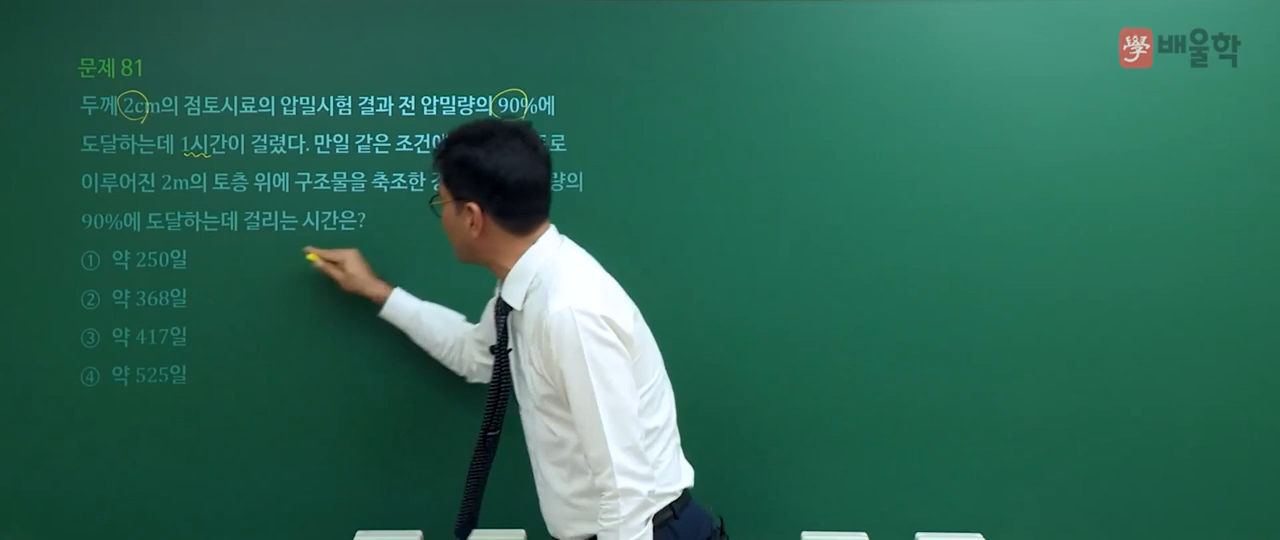 學 배울학
문제 81
두께 2cm의 점토시료의 압밀시험 결과 전 압밀량의 90%에
도달하는데 1시간이 걸렸다. 만일 같은 조건에 로
이루어진 2m의 토층 위에 구조물을 축조한 의
90%에 도달하는데 걸리는 시간은?
① 약 250일
② 약 368일
③ 약 417일
④ 약 525일